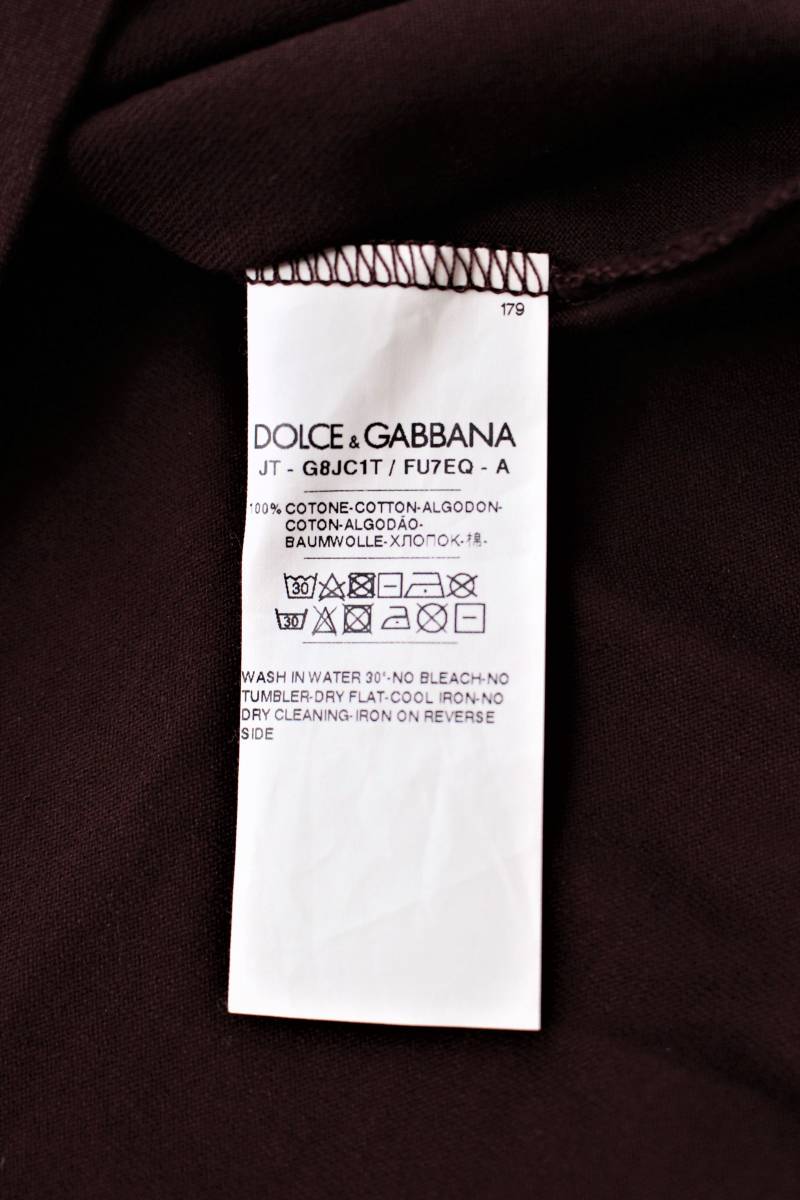 179
DOLCE & GABBANA
JT - G8JC1T / FU7EQ - A
100% COTONE-COTTON-ALGODON-
COTON-ALGODÃO-
BAUMWOLLE-ХЛОПОК-棉-
30
30
WASH IN WATER 30°-NO BLEACH-NO
TUMBLER-DRY FLAT-COOL IRON-NO
DRY CLEANING-IRON ON REVERSE
SIDE